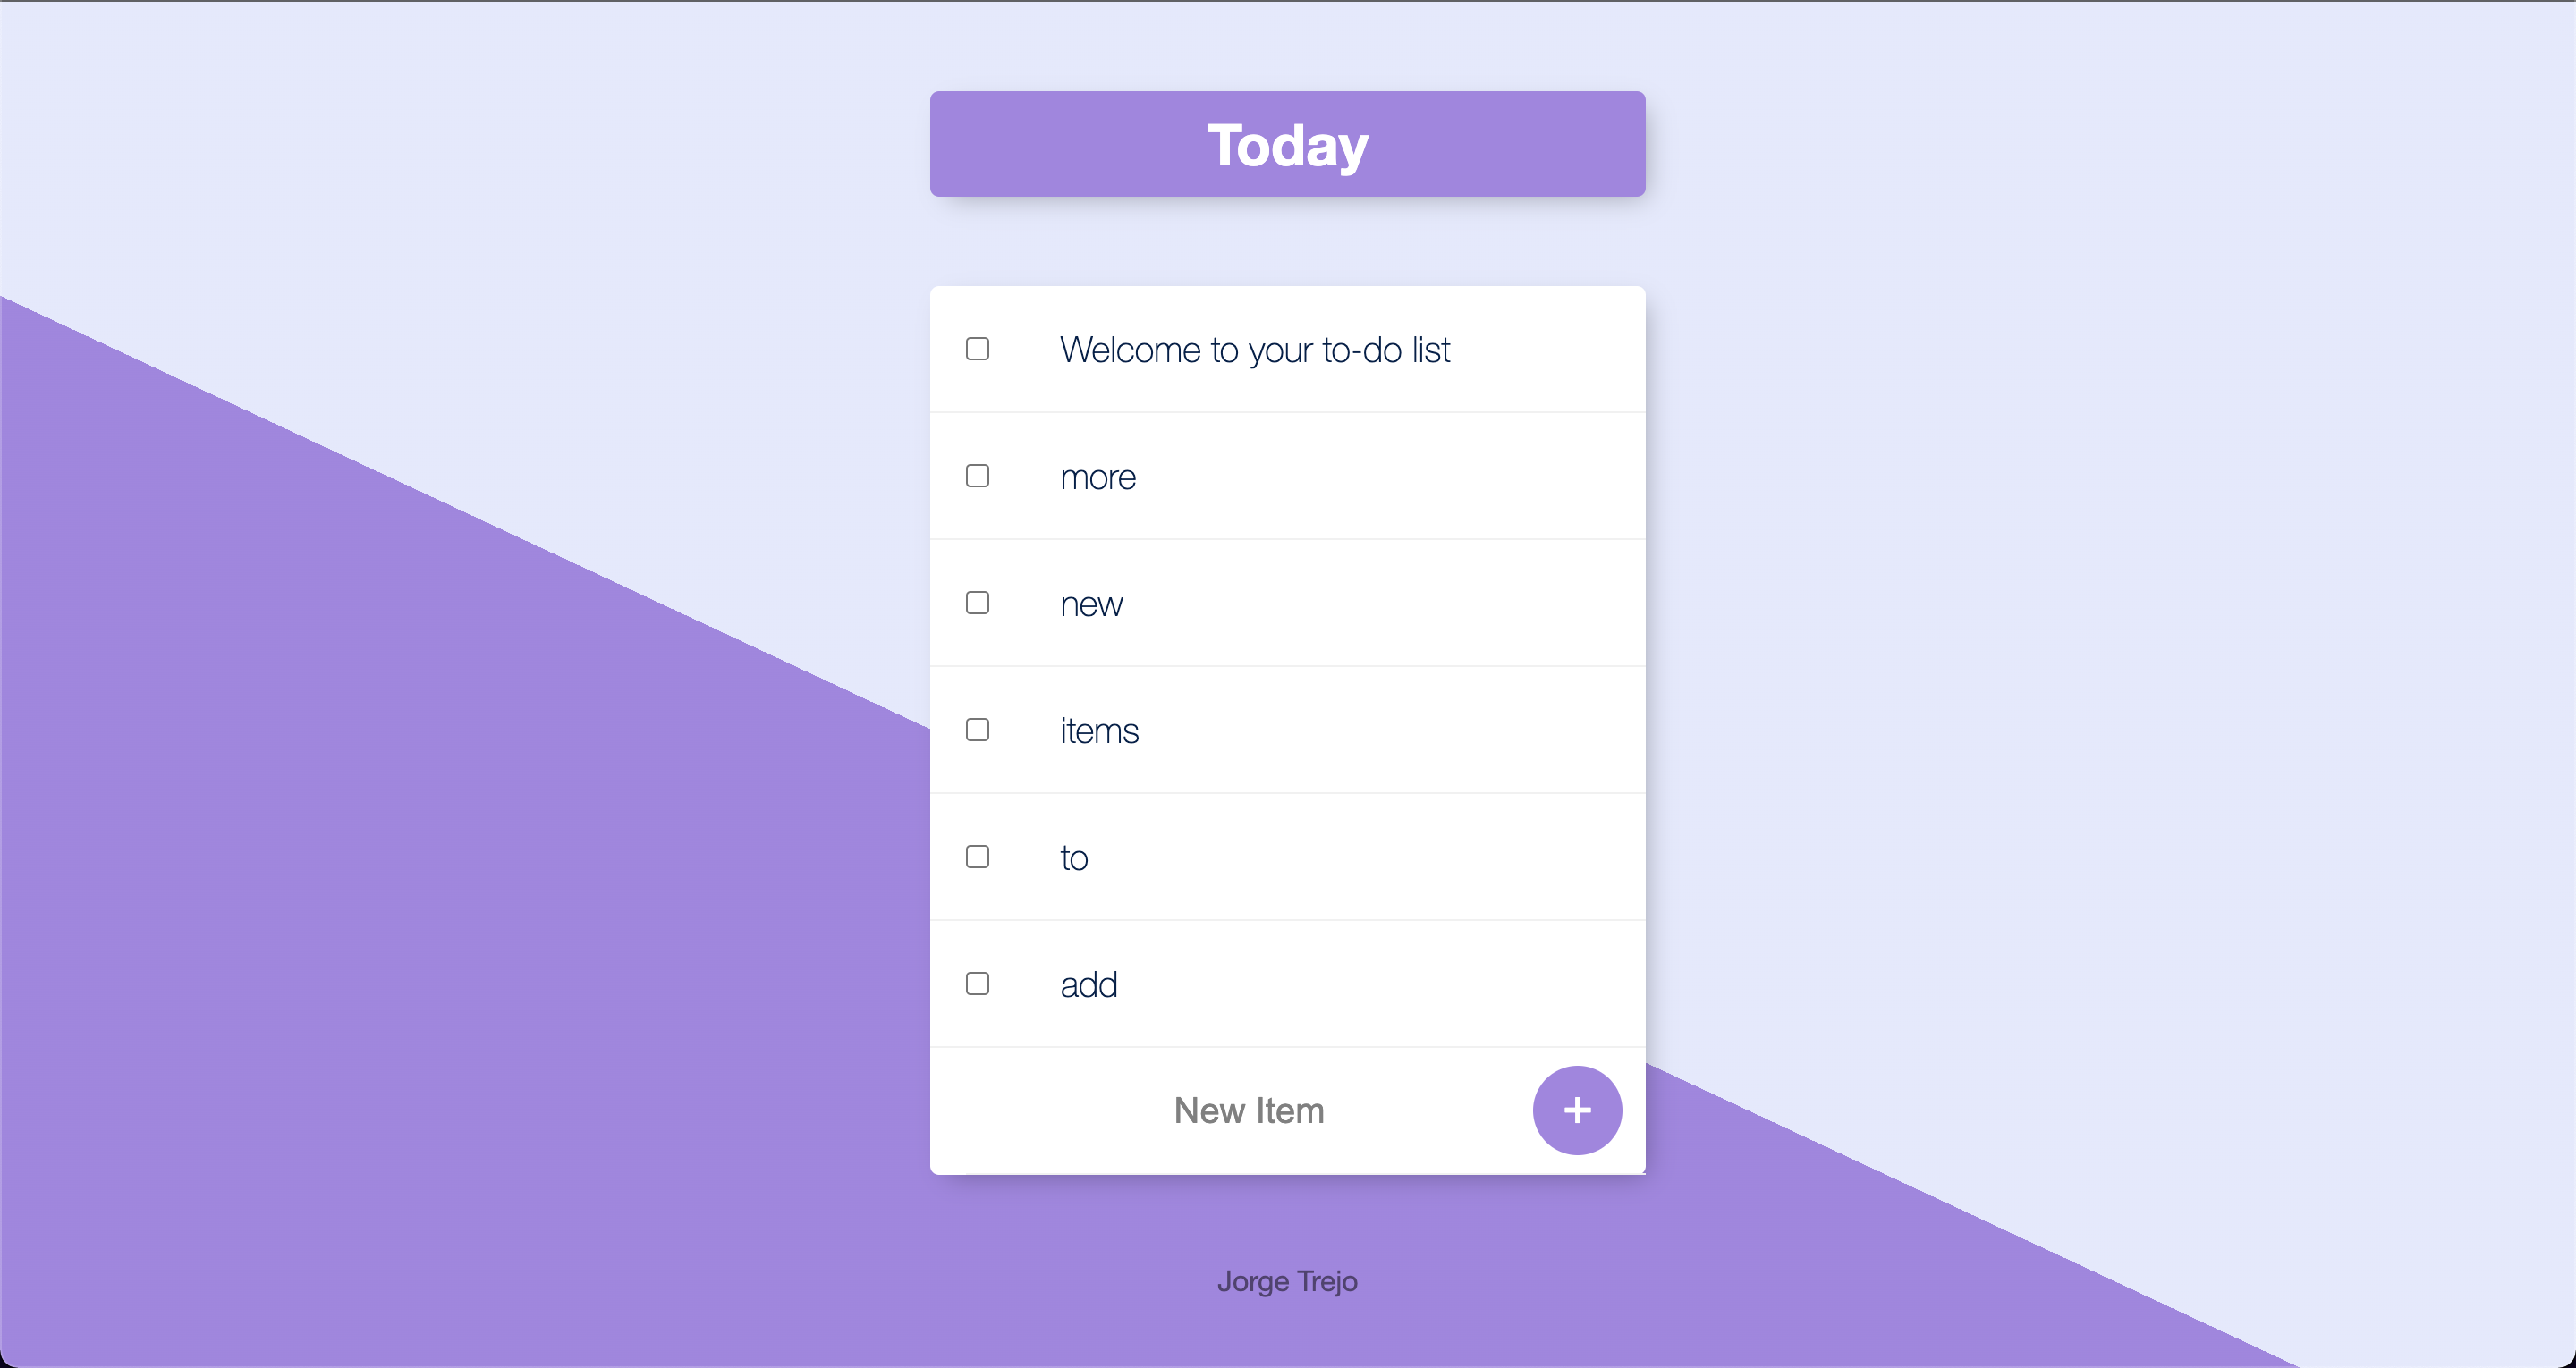 Today
Welcome to your to-do list
more
new
items
to
add
New Item
+
Jorge Trejo